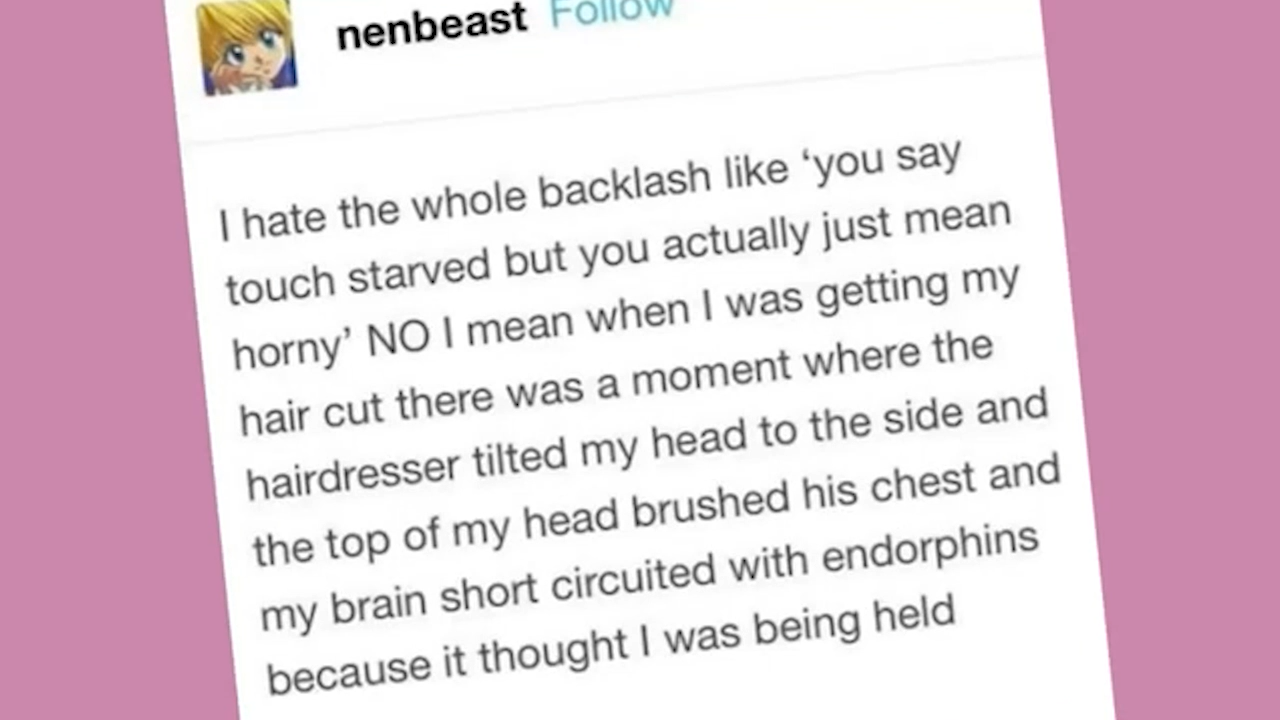 nenbeast Follow
I hate the whole backlash like ‘you say
touch starved but you actually just mean
horny’ NO I mean when I was getting my
hair cut there was a moment where the
hairdresser tilted my head to the side and
the top of my head brushed his chest and
my brain short circuited with endorphins
because it thought I was being held